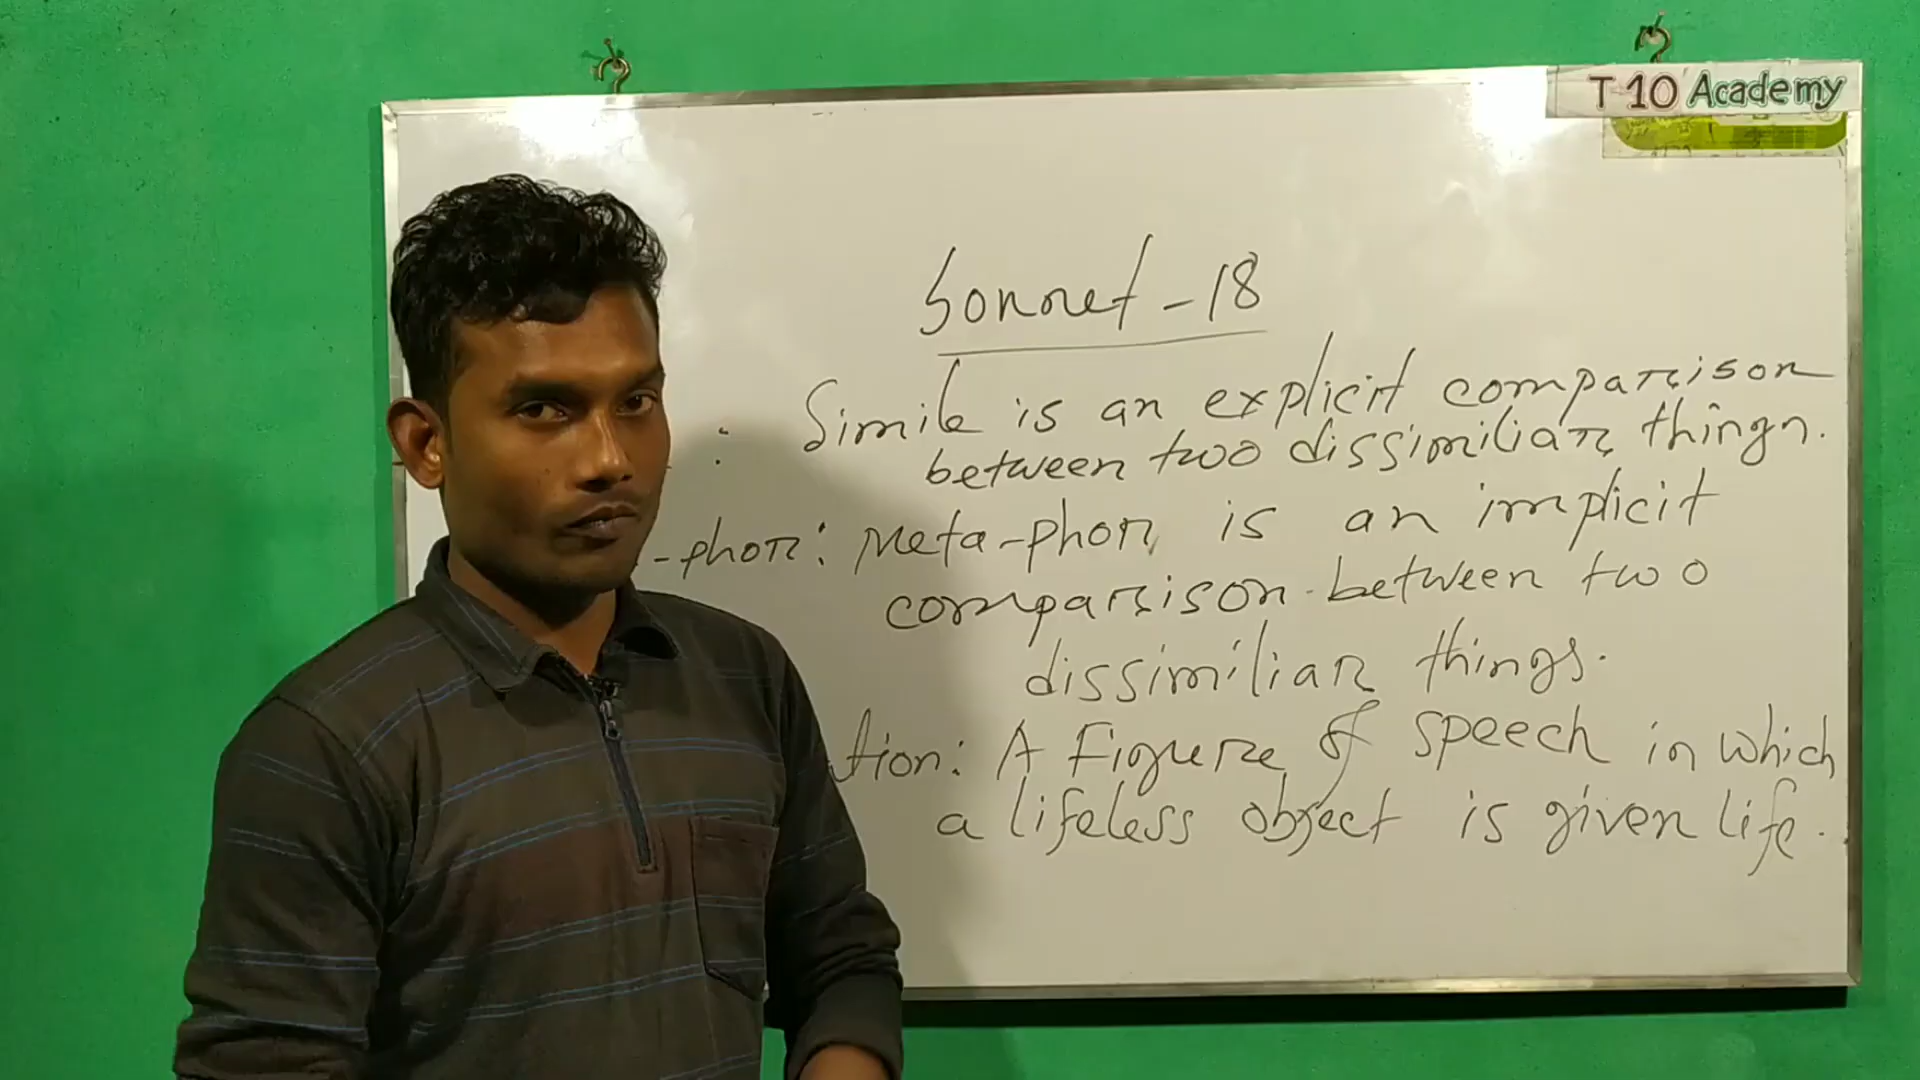 T10 Academy
Sonnet-18
: Simile is an explicit comparison
between two dissimiliar things.
-phor: Meta-phor is an implicit
comparison between two
dissimiliar things.
tion: A Figure of speech in which
a lifeless object is given life.